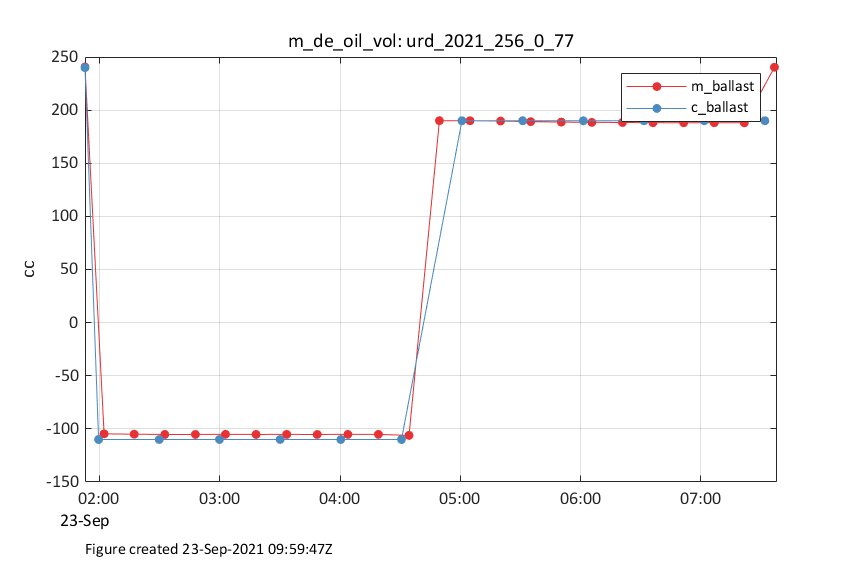 m_de_oil_vol: urd_2021_256_0_77
250
200
150
100
50
0
-50
-100
-150
cc
m_ballast
c_ballast
02:00 03:00 04:00 05:00 06:00 07:00
23-Sep
Figure created 23-Sep-2021 09:59:47Z